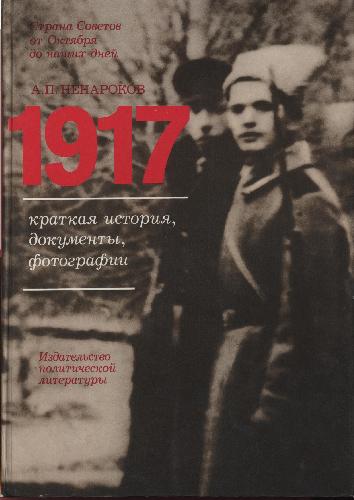 Страна Советов
от Октября
до наших дней
А.П. НЕНАРОКОВ
1917
краткая история,
документы,
фотографии
Издательство
политической
литературы